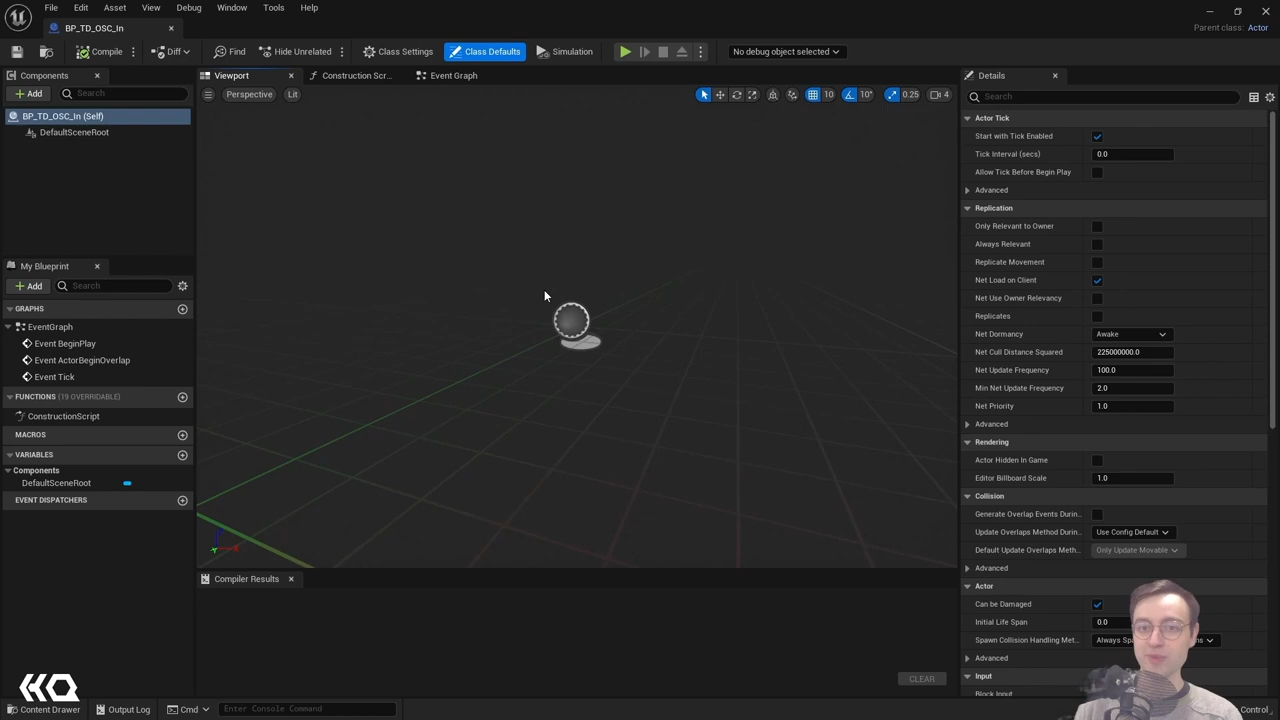 File Edit Asset View Debug Window Tools Help
BP_TD_OSC_In
Parent class: Actor
Compile Diff Find Hide Unrelated Class Settings Class Defaults Simulation No debug object selected
Components
Add Search
BP_TD_OSC_In (Self)
DefaultSceneRoot
My Blueprint
Add Search
GRAPHS
EventGraph
Event BeginPlay
Event ActorBeginOverlap
Event Tick
FUNCTIONS (19 OVERRIDABLE)
ConstructionScript
MACROS
VARIABLES
Components
DefaultSceneRoot
EVENT DISPATCHERS
Viewport Construction Scr... Event Graph
Perspective Lit 10 10° 0.25 4
Compiler Results
CLEAR
Details
Search
Actor Tick
Start with Tick Enabled
Tick Interval (secs) 0.0
Allow Tick Before Begin Play
Advanced
Replication
Only Relevant to Owner
Always Relevant
Replicate Movement
Net Load on Client
Net Use Owner Relevancy
Replicates
Net Dormancy Awake
Net Cull Distance Squared 225000000.0
Net Update Frequency 100.0
Min Net Update Frequency 2.0
Net Priority 1.0
Advanced
Rendering
Actor Hidden In Game
Editor Billboard Scale 1.0
Collision
Generate Overlap Events Durin...
Update Overlaps Method Durin... Use Config Default
Default Update Overlaps Meth... Only Update Movable
Advanced
Actor
Can be Damaged
Initial Life Span 0.0
Spawn Collision Handling Met... Always Sp
Advanced
Input
Block Input
Content Drawer Output Log Cmd Enter Console Command Control